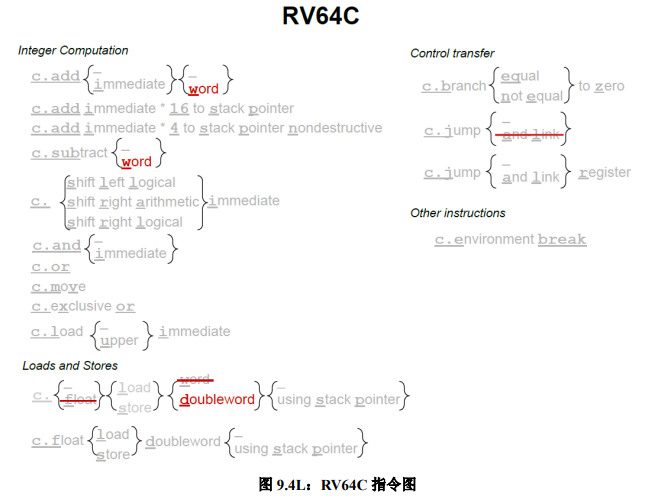 RV64C
Integer Computation
c.add { _ immediate } { _ word }
c.add immediate * 16 to stack pointer
c.add immediate * 4 to stack pointer nondestructive
c.subtract { _ word }
c. { shift left logical
shift right arithmetic
shift right logical } immediate
c.and { _ immediate }
c.or
c.move
c.exclusive or
c.load { _ upper } immediate
Loads and Stores
c. { _ float } { load store } { word doubleword } { _ using stack pointer }
c.float { load store } doubleword { _ using stack pointer }
Control transfer
c.branch { equal not equal } to zero
c.jump { _ and link }
c.jump { _ and link } register
Other instructions
c.environment break
图 9.4L：RV64C 指令图